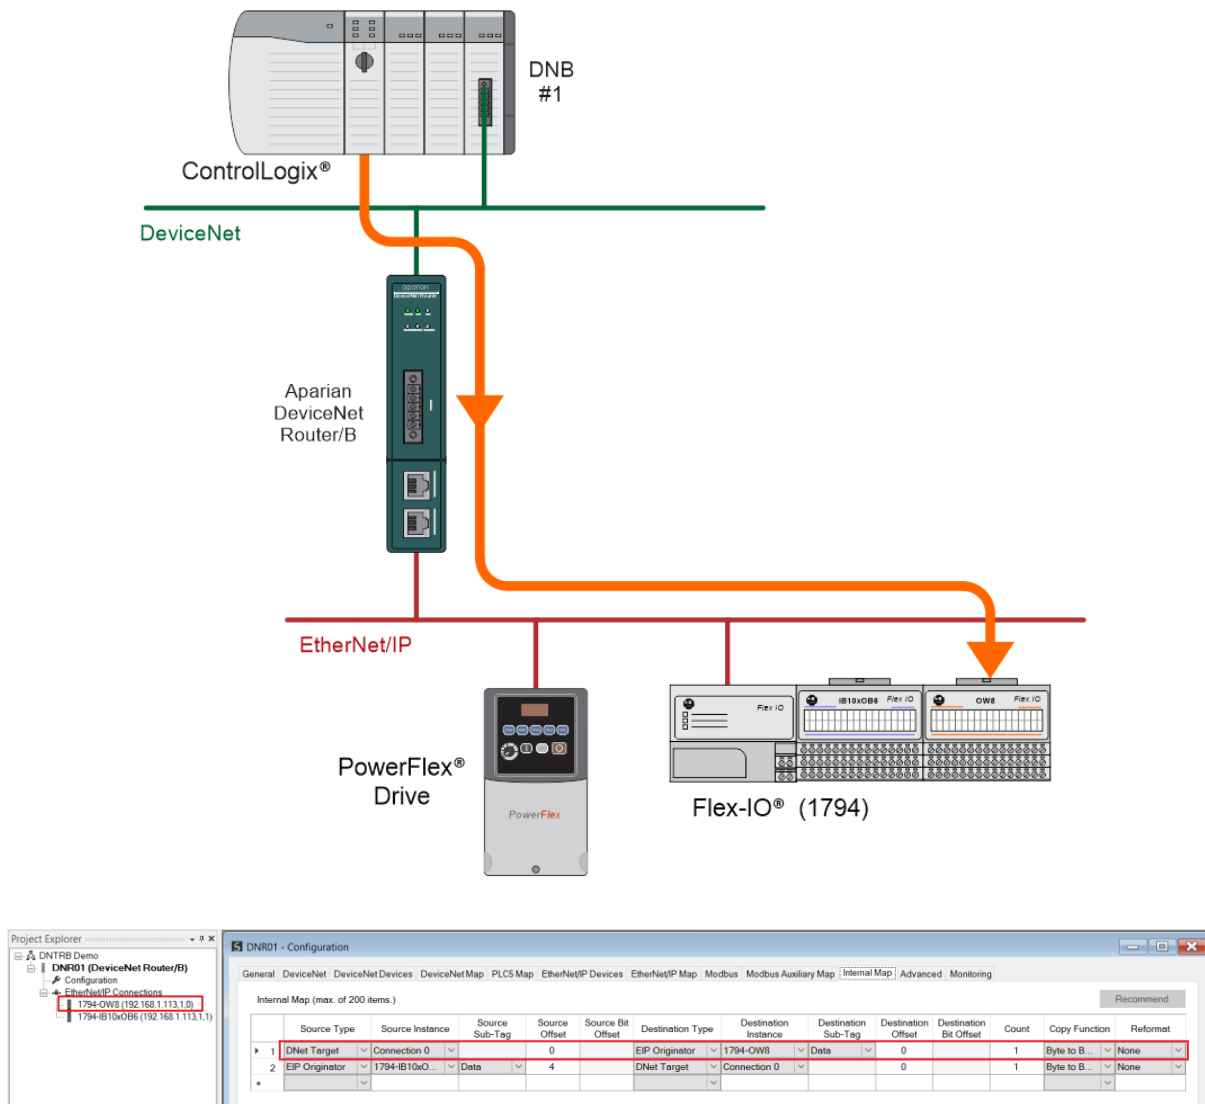 DNB
#1
ControlLogix®
DeviceNet
aparian
DeviceNet Router
Aparian
DeviceNet
Router/B
EtherNet/IP
PowerFlex®
Drive
PowerFlex
Flex IO
IB10xOB6 Flex IO
OW8 Flex IO
Flex-IO® (1794)
Project Explorer
DNTRB Demo
DNR01 (DeviceNet Router/B)
Configuration
EtherNet/IP Connections
1794-OW8 (192.168.1.113,1,0)
1794-IB10xOB6 (192.168.1.113,1,1)
DNR01 - Configuration
General DeviceNet DeviceNet Devices DeviceNet Map PLC5 Map EtherNet/IP Devices EtherNet/IP Map Modbus Modbus Auxiliary Map Internal Map Advanced Monitoring
Internal Map (max. of 200 items.) Recommend
Source Type Source Instance Source Sub-Tag Source Offset Source Bit Offset Destination Type Destination Instance Destination Sub-Tag Destination Offset Destination Bit Offset Count Copy Function Reformat
1 DNet Target Connection 0 0 EIP Originator 1794-OW8 Data 0 1 Byte to B... None
2 EIP Originator 1794-IB10xO... Data 4 DNet Target Connection 0 0 1 Byte to B... None